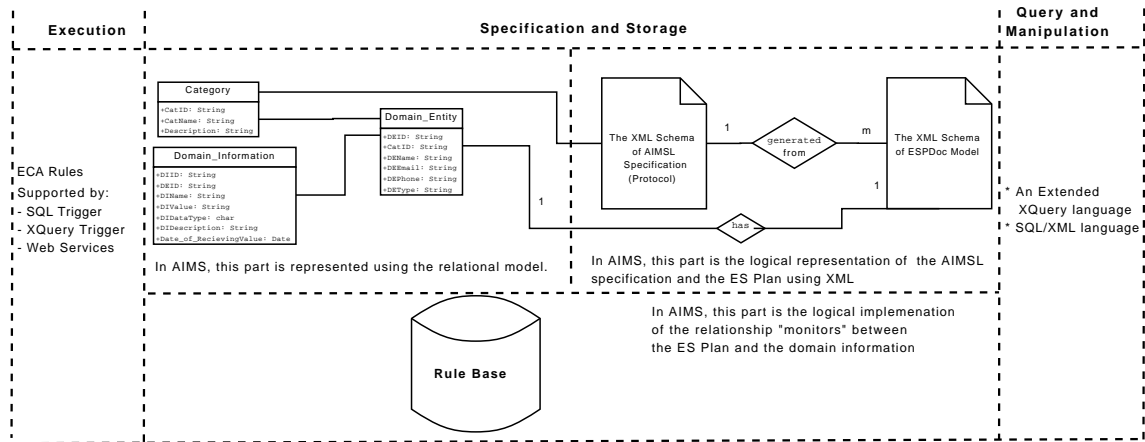 Execution
Specification and Storage
Query and
Manipulation
ECA Rules
Supported by:
- SQL Trigger
- XQuery Trigger
- Web Services
Category
+CatID: String
+CatName: String
+Description: String
Domain_Entity
+DEID: String
+CatID: String
+DEName: String
+DEEmail: String
+DEPhone: String
+DEType: String
Domain_Information
+DIID: String
+DEID: String
+DIName: String
+DIValue: String
+DIDataType: char
+DIDescription: String
+Date_of_RecievingValue: Date
In AIMS, this part is represented using the relational model.
The XML Schema
of AIMSL
Specification
(Protocol)
1
generated
from
m
The XML Schema
of ESPDoc Model
1
1
has
In AIMS, this part is the logical representation of the AIMSL
specification and the ES Plan using XML
* An Extended
XQuery language
* SQL/XML language
Rule Base
In AIMS, this part is the logical implemenation
of the relationship "monitors" between
the ES Plan and the domain information